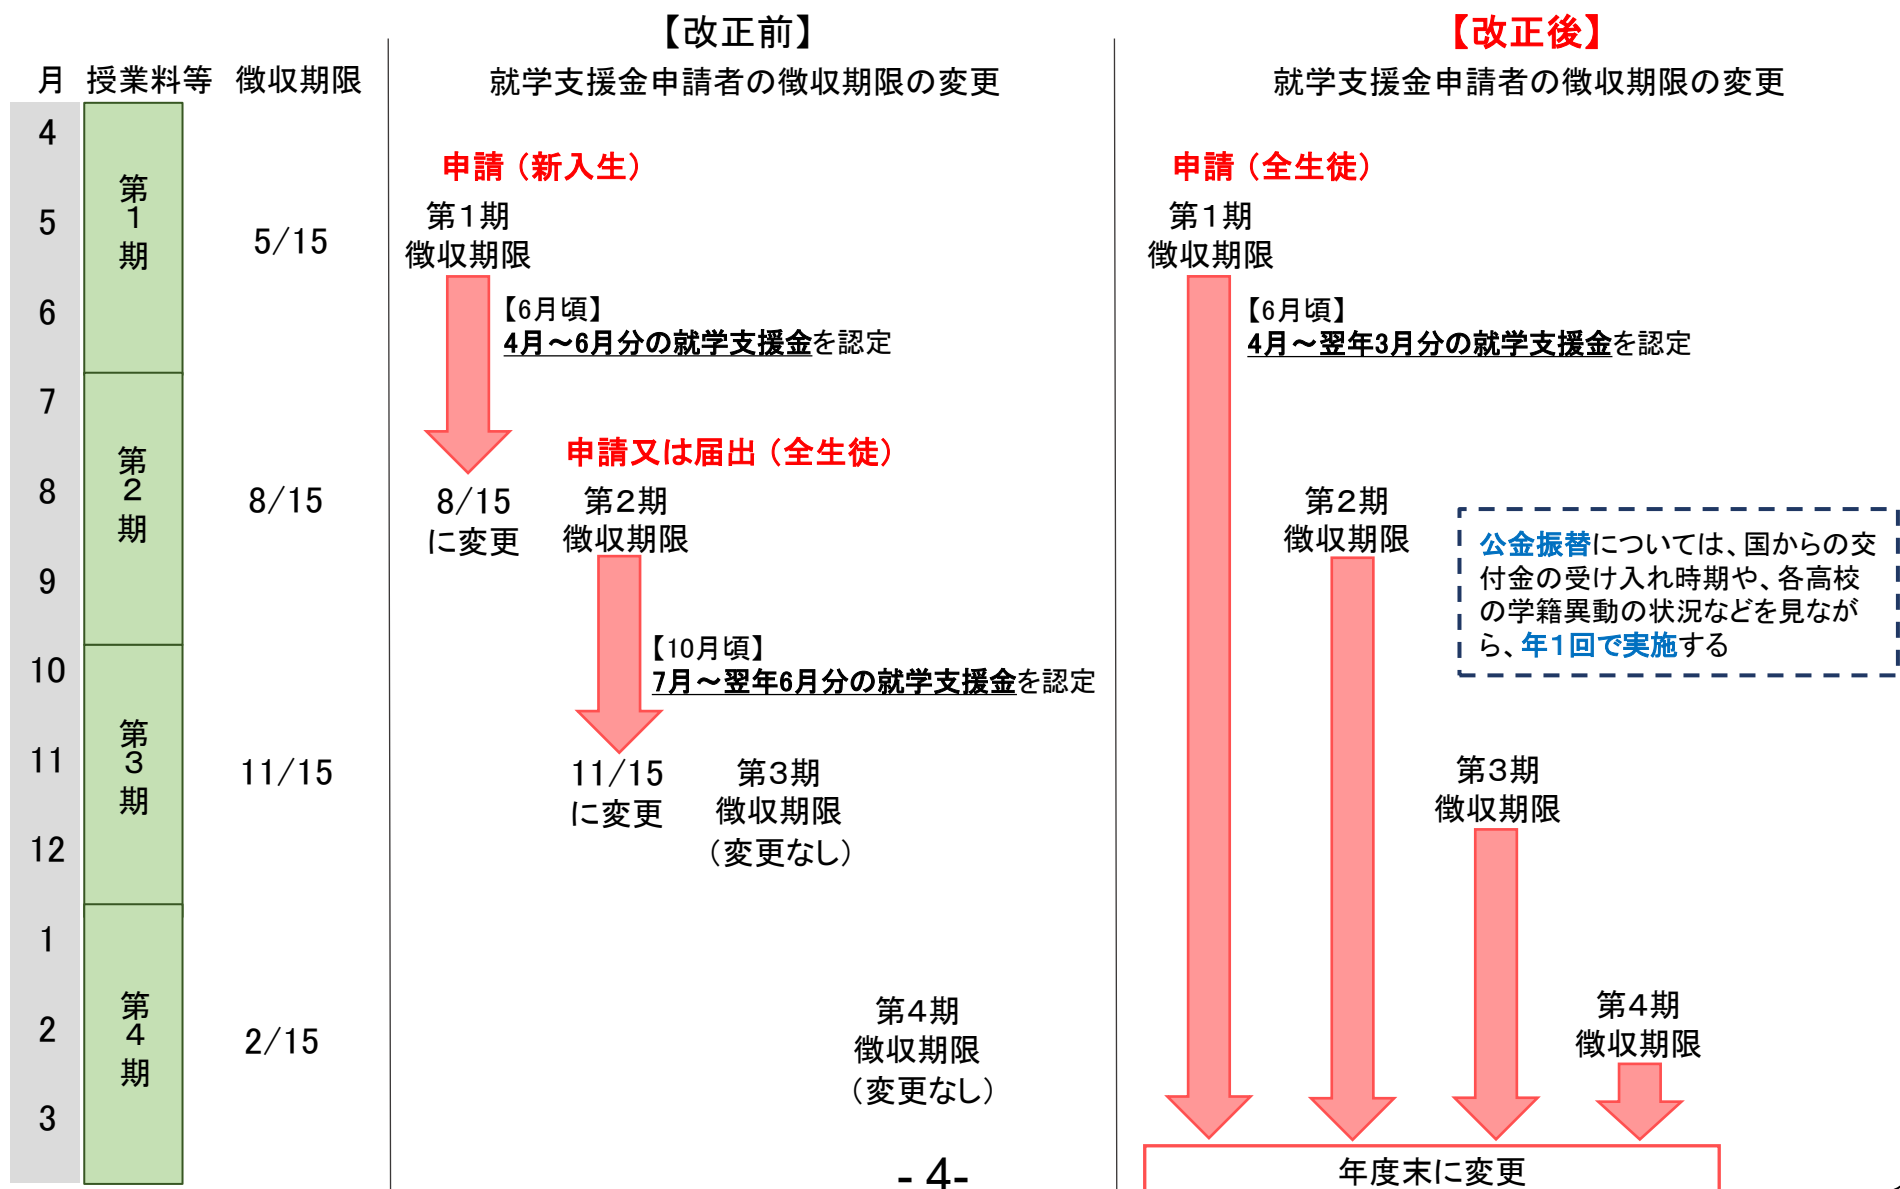 【改正前】
【改正後】
月 授業料等 徴収期限
就学支援金申請者の徴収期限の変更
就学支援金申請者の徴収期限の変更
4
5
6
7
8
9
10
11
12
1
2
3
第1期
第2期
第3期
第4期
5/15
8/15
11/15
2/15
申請（新入生）
第1期
徴収期限
【6月頃】
4月～6月分の就学支援金を認定
8/15
に変更
申請又は届出（全生徒）
第2期
徴収期限
【10月頃】
7月～翌年6月分の就学支援金を認定
11/15
に変更
第3期
徴収期限
（変更なし）
第4期
徴収期限
（変更なし）
申請（全生徒）
第1期
徴収期限
【6月頃】
4月～翌年3月分の就学支援金を認定
第2期
徴収期限
公金振替については、国からの交
付金の受け入れ時期や、各高校
の学籍異動の状況などを見なが
ら、年1回で実施する
第3期
徴収期限
第4期
徴収期限
年度末に変更
- 4-